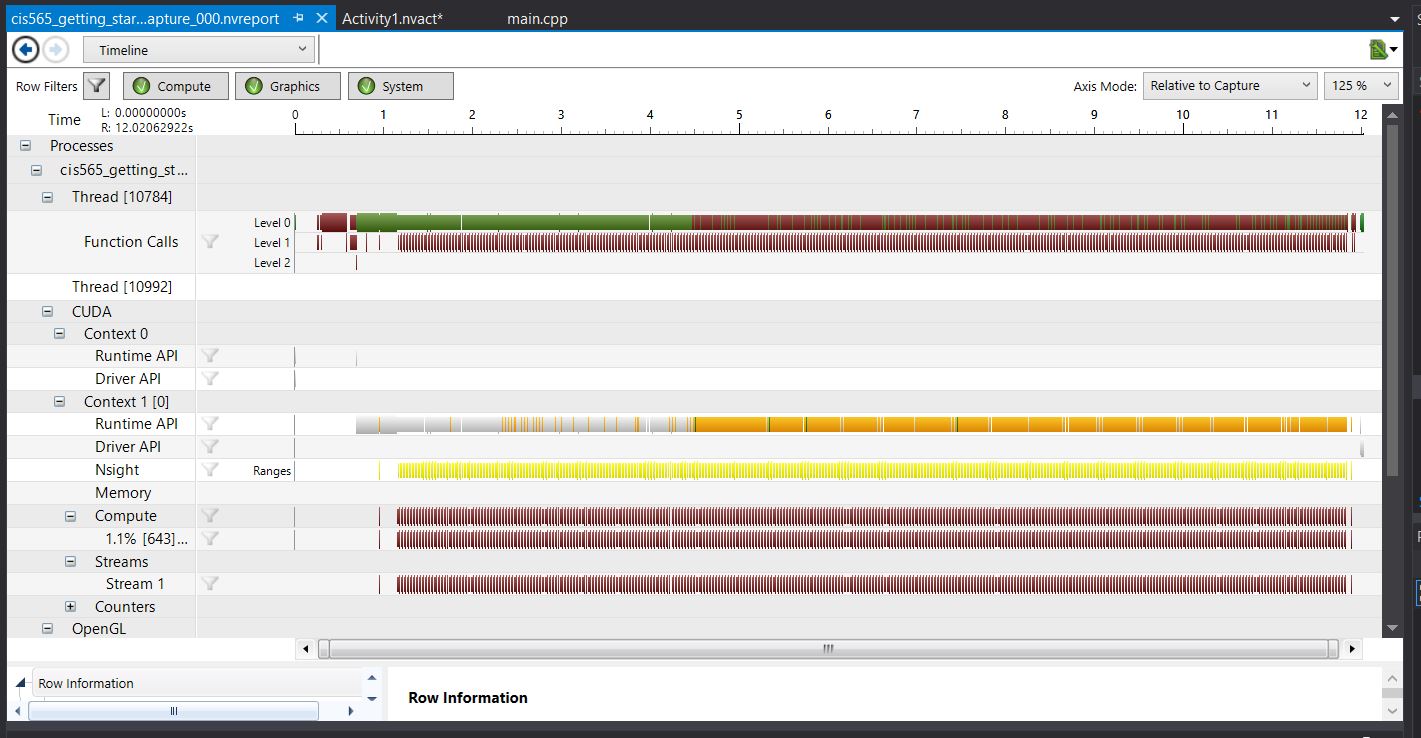 cis565_getting_star...apture_000.nvreport Activity1.nvact* main.cpp
Timeline
Row Filters Compute Graphics System Axis Mode: Relative to Capture 125 %
Time L: 0.00000000s 0 1 2 3 4 5 6 7 8 9 10 11 12
R: 12.02062922s
Processes
cis565_getting_st...
Thread [10784]
Level 0
Function Calls Level 1
Level 2
Thread [10992]
CUDA
Context 0
Runtime API
Driver API
Context 1 [0]
Runtime API
Driver API
Nsight Ranges
Memory
Compute
1.1% [643]...
Streams
Stream 1
Counters
OpenGL
Row Information Row Information